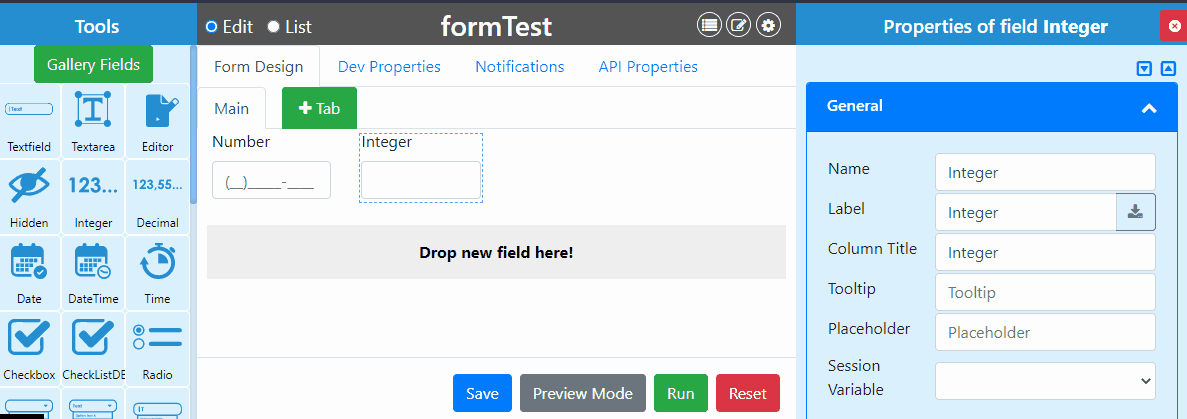 Tools
Gallery Fields
Text
Textfield
Textarea
Editor
123...
123,55...
Hidden
Integer
Decimal
Date
DateTime
Time
Checkbox
CheckListDB
Radio
Text
IT
Edit
List
formTest
Form Design
Dev Properties
Notifications
API Properties
Main
+ Tab
Number
Integer
(__)_____-____
Drop new field here!
Save
Preview Mode
Run
Reset
Properties of field Integer
General
Name
Integer
Label
Integer
Column Title
Integer
Tooltip
Tooltip
Placeholder
Placeholder
Session
Variable